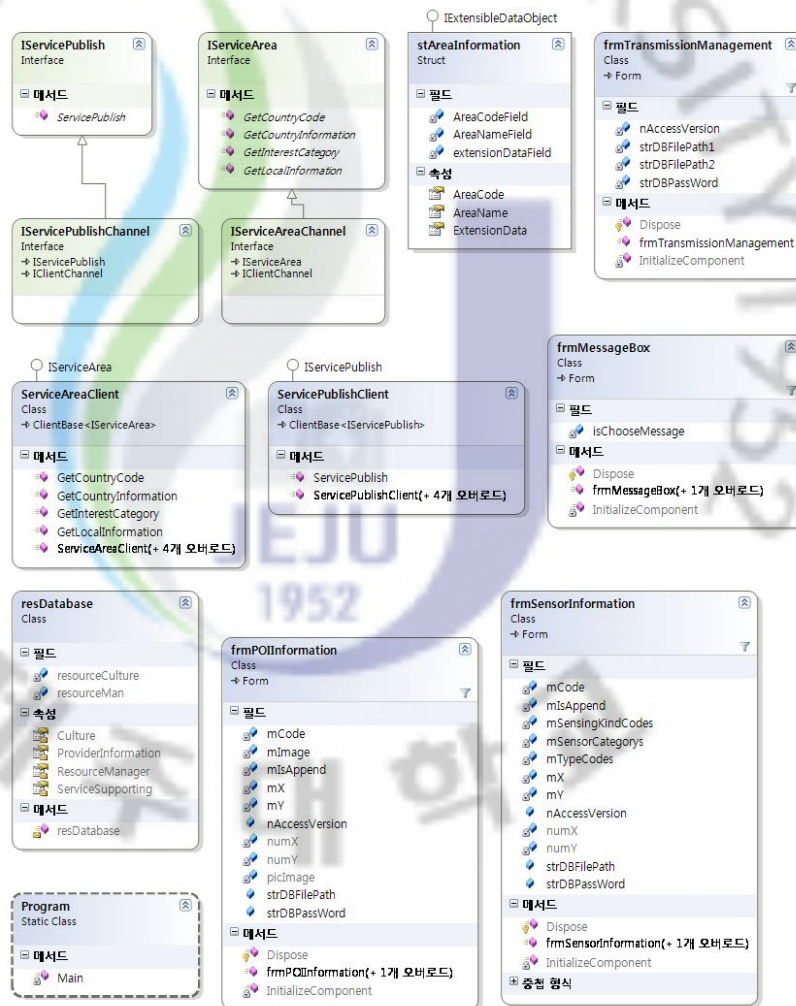 IExtensibleDataObject
IServicePublish
Interface
메서드
ServicePublish
IServiceArea
Interface
메서드
GetCountryCode
GetCountryInformation
GetInterestCategory
GetLocalInformation
stAreaInformation
Struct
필드
AreaCodeField
AreaNameField
extensionDataField
속성
AreaCode
AreaName
ExtensionData
frmTransmissionManagement
Class
Form
필드
nAccessVersion
strDBFilePath1
strDBFilePath2
strDBPassWord
메서드
Dispose
frmTransmissionManagement
InitializeComponent
IServicePublishChannel
Interface
IServicePublish
IClientChannel
IServiceAreaChannel
Interface
IServiceArea
IClientChannel
IServiceArea
ServiceAreaClient
Class
ClientBase<IServiceArea>
메서드
GetCountryCode
GetCountryInformation
GetInterestCategory
GetLocalInformation
ServiceAreaClient(+ 4개 오버로드)
IServicePublish
ServicePublishClient
Class
ClientBase<IServicePublish>
메서드
ServicePublish
ServicePublishClient(+ 4개 오버로드)
frmMessageBox
Class
Form
필드
isChooseMessage
메서드
Dispose
frmMessageBox(+ 1개 오버로드)
InitializeComponent
JEJU
1952
resDatabase
Class
필드
resourceCulture
resourceMan
속성
Culture
ProviderInformation
ResourceManager
ServiceSupporting
메서드
resDatabase
frmPOIInformation
Class
Form
필드
mCode
mImage
mIsAppend
mX
mY
nAccessVersion
numX
numY
picImage
strDBFilePath
strDBPassWord
메서드
Dispose
frmPOIInformation(+ 1개 오버로드)
InitializeComponent
frmSensorInformation
Class
Form
필드
mCode
mIsAppend
mSensingKindCodes
mSensorCategorys
mTypeCodes
mX
mY
nAccessVersion
numX
numY
strDBFilePath
strDBPassWord
메서드
Dispose
frmSensorInformation(+ 1개 오버로드)
InitializeComponent
중첩 형식
Program
Static Class
메서드
Main